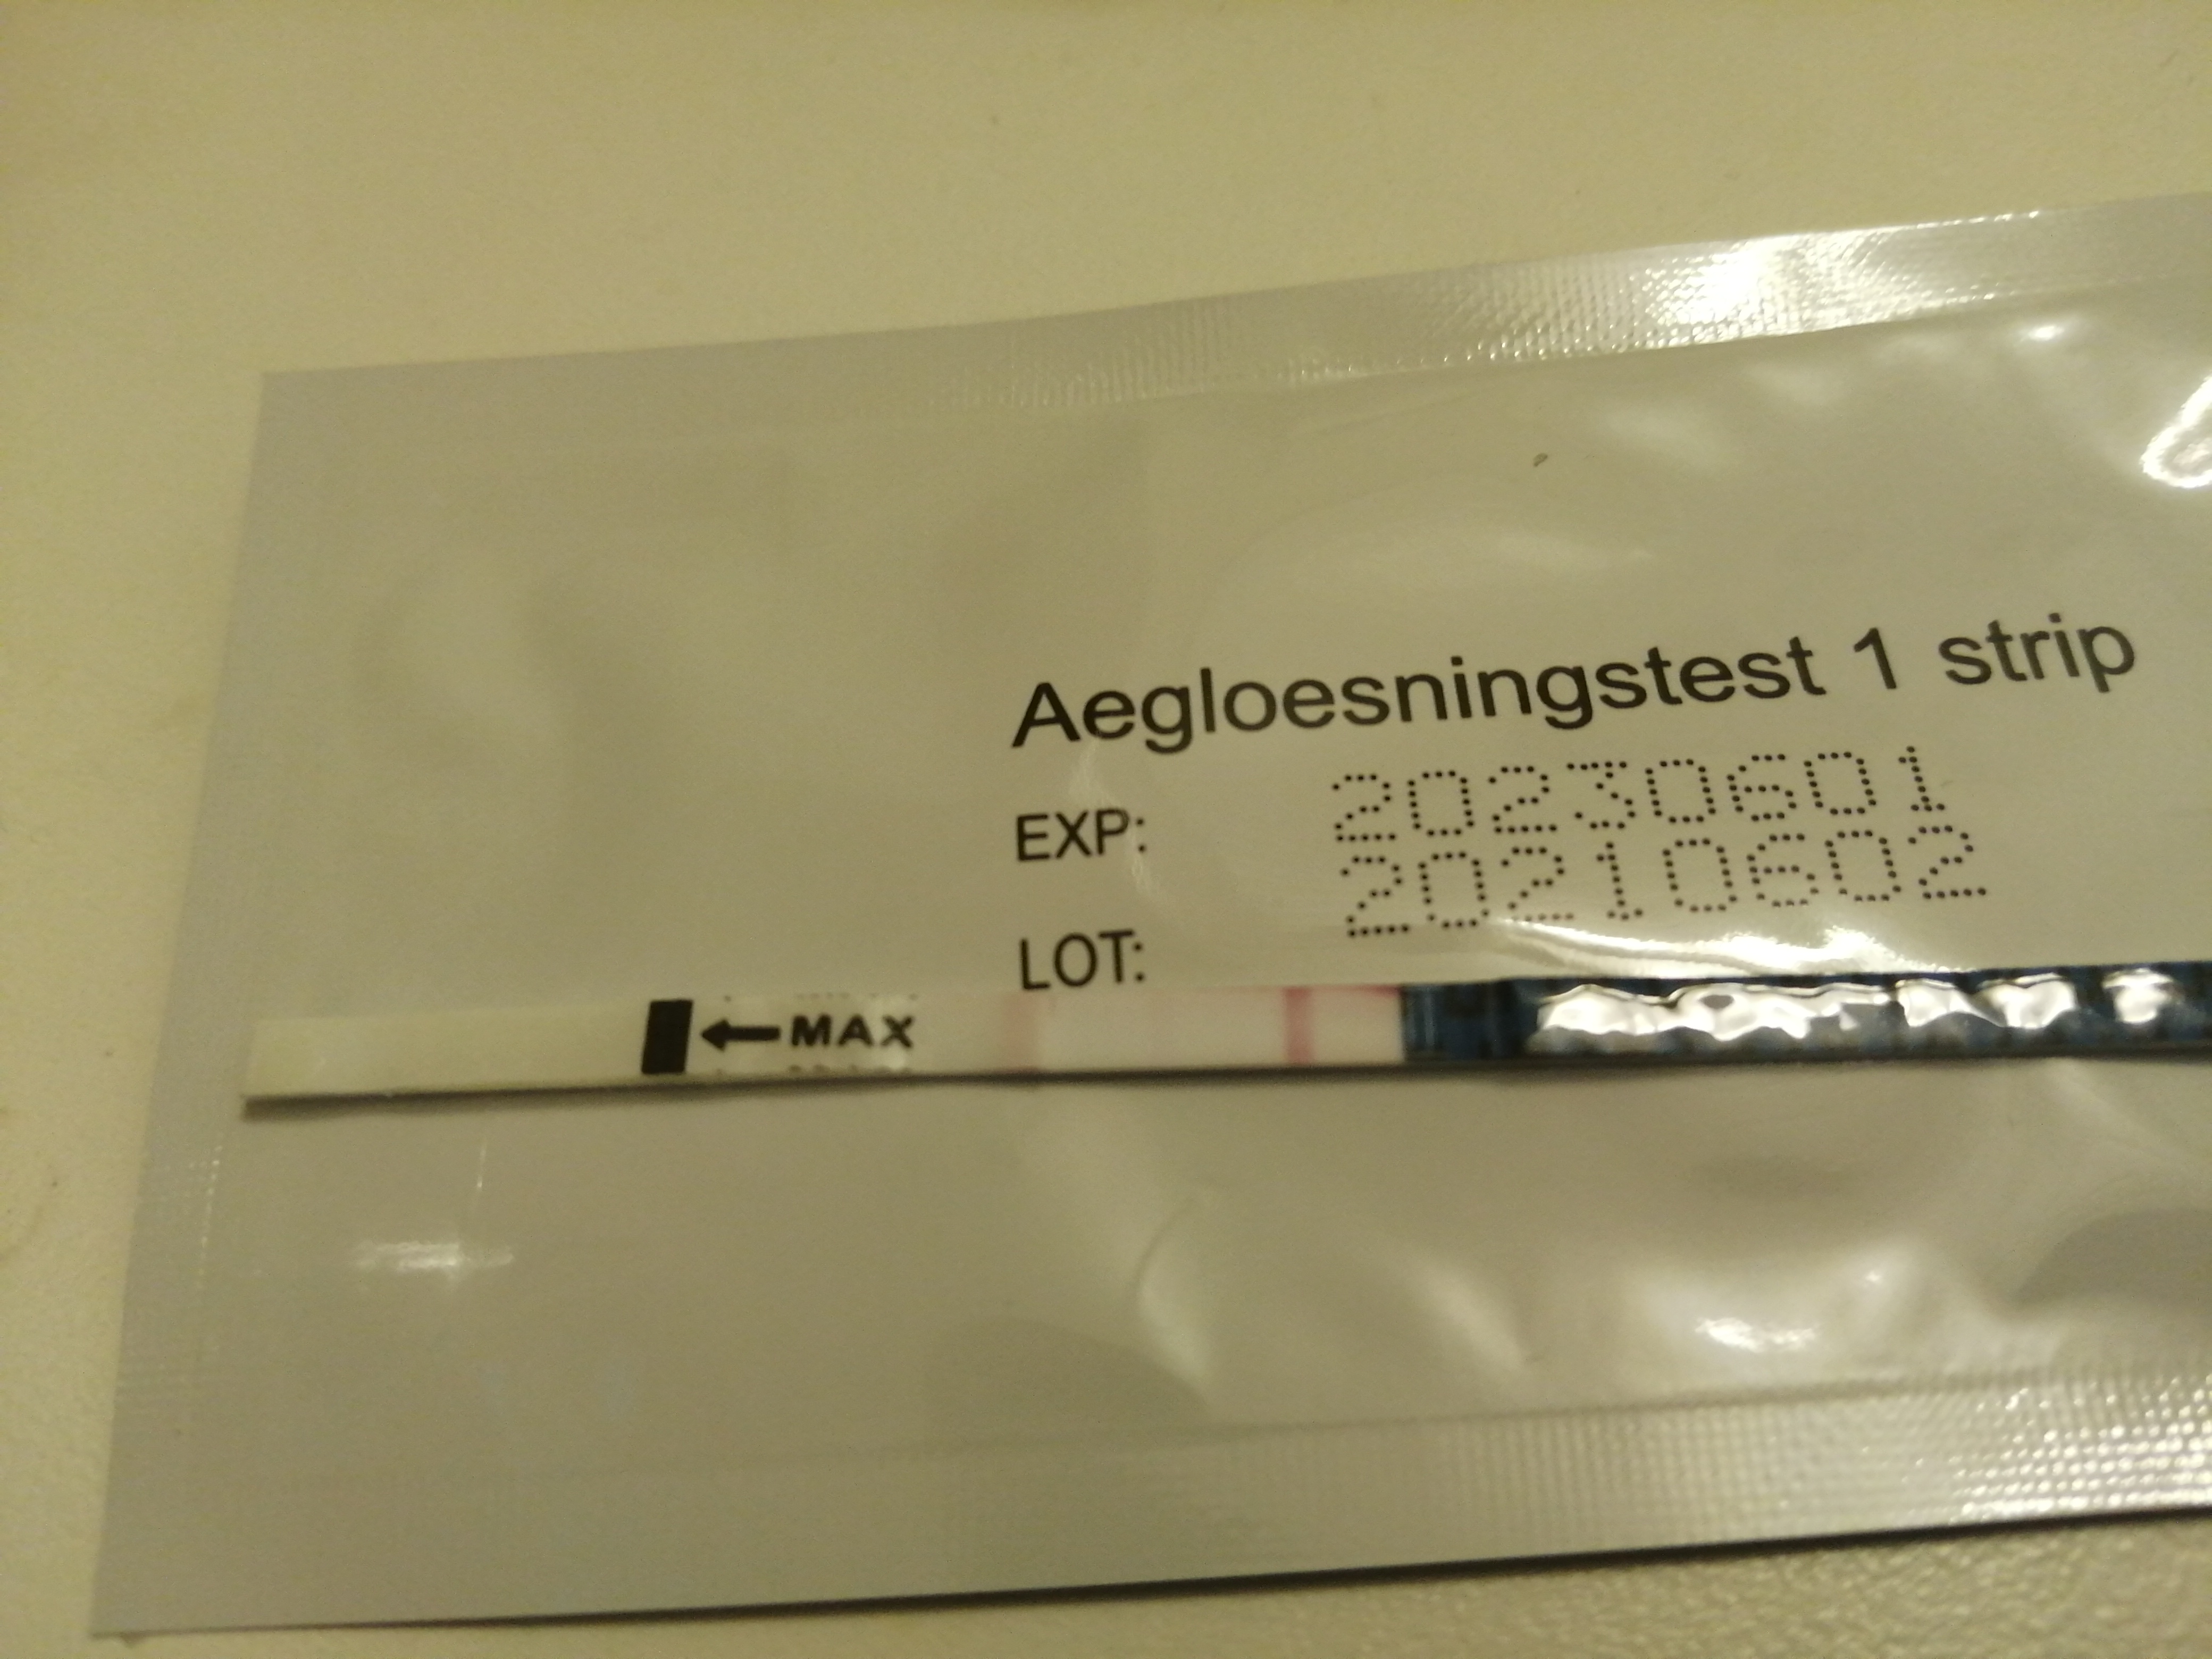 Aegloesningstest 1 strip
EXP: 20230601
LOT: 20210602
MAX